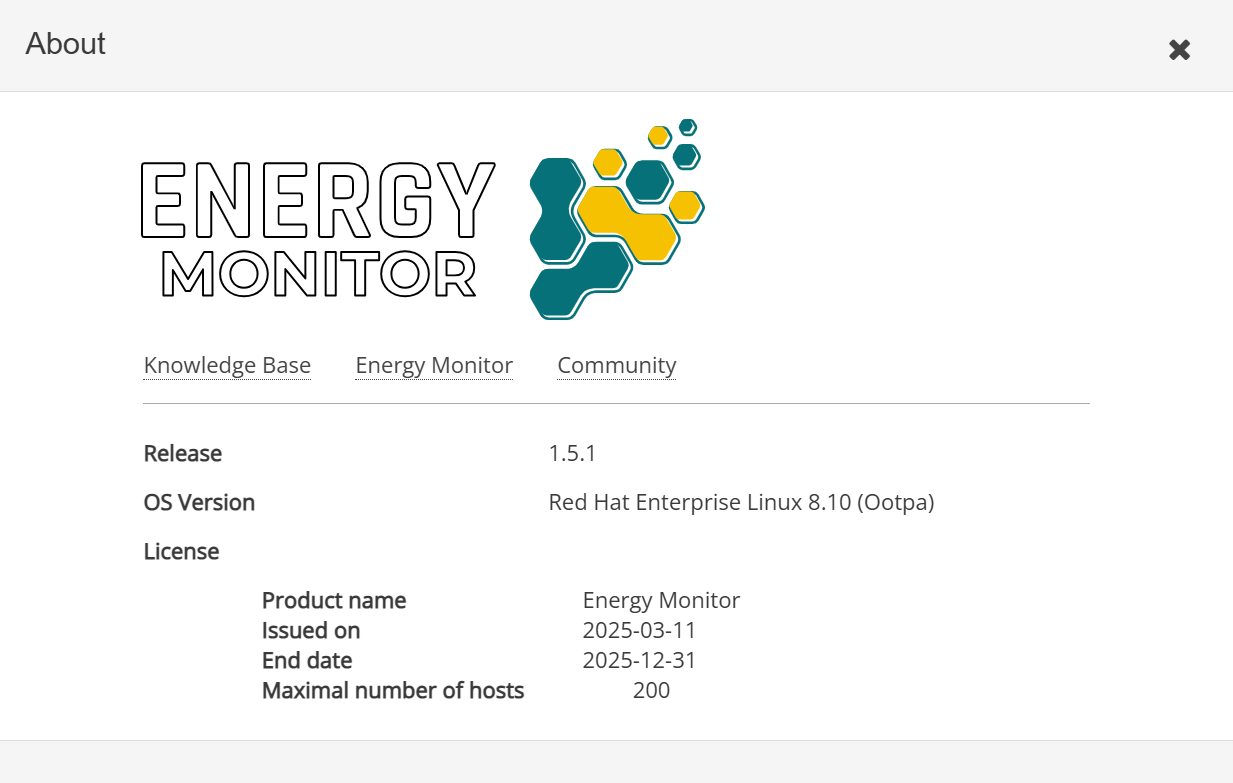 About
ENERGY
MONITOR
Knowledge Base Energy Monitor Community
Release 1.5.1
OS Version Red Hat Enterprise Linux 8.10 (Ootpa)
License
Product name Energy Monitor
Issued on 2025-03-11
End date 2025-12-31
Maximal number of hosts 200